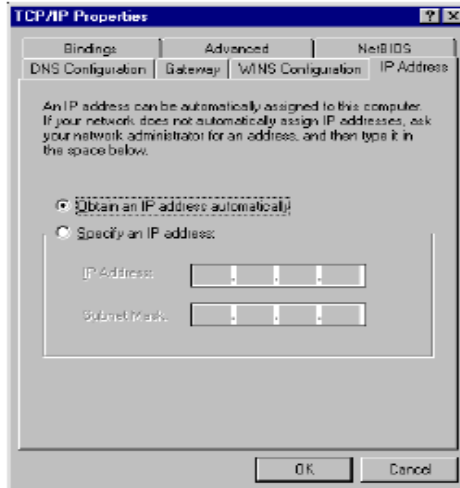 TCP/IP Properties
Bindings Advanced NetBIOS
DNS Configuration Gateway WINS Configuration IP Address
An IP address can be automatically assigned to this computer.
If your network does not automatically assign IP addresses, ask
your network administrator for an address, and then type it in
the space below.
Obtain an IP address automatically
Specify an IP address:
IP Address:
Subnet Mask:
OK Cancel